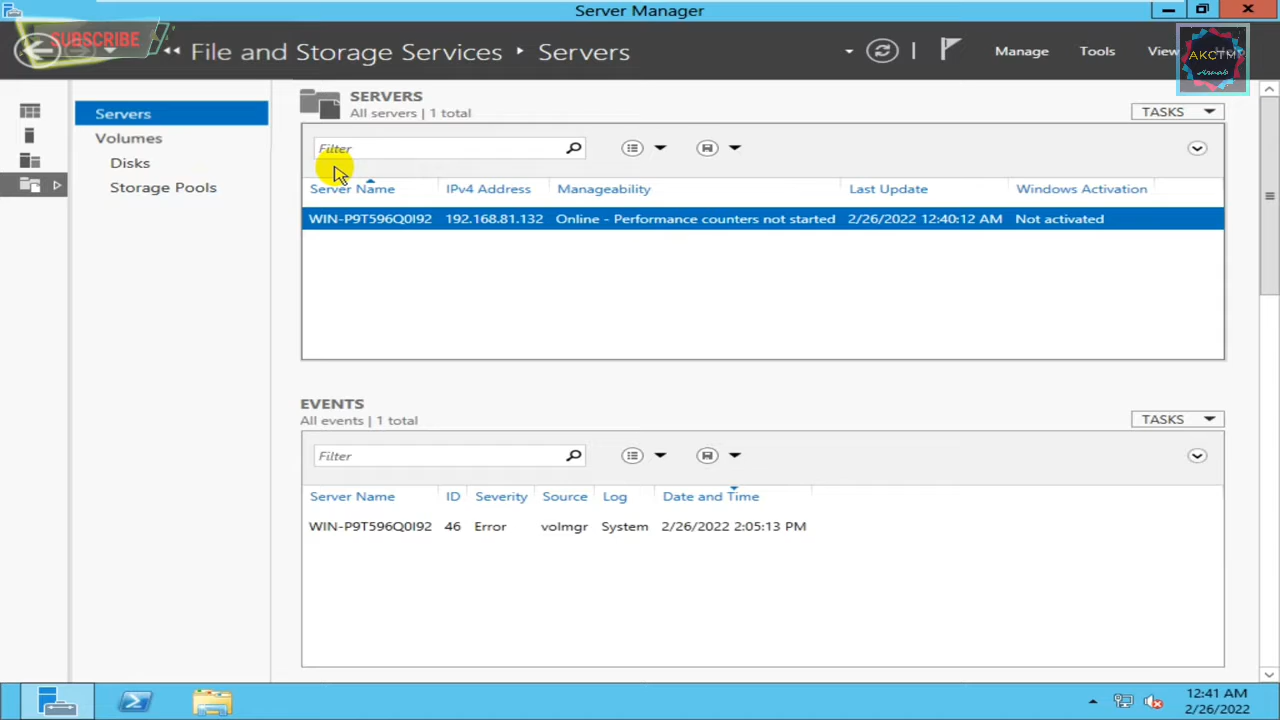 Server Manager
SUBSCRIBE
File and Storage Services
Servers
Manage
Tools
View
AKCTM
Arnab
Servers
Volumes
Disks
Storage Pools
SERVERS
All servers | 1 total
TASKS
Filter
Server Name IPv4 Address Manageability Last Update Windows Activation
WIN-P9T596Q0I92 192.168.81.132 Online - Performance counters not started 2/26/2022 12:40:12 AM Not activated
EVENTS
All events | 1 total
TASKS
Filter
Server Name ID Severity Source Log Date and Time
WIN-P9T596Q0I92 46 Error volmgr System 2/26/2022 2:05:13 PM
12:41 AM
2/26/2022